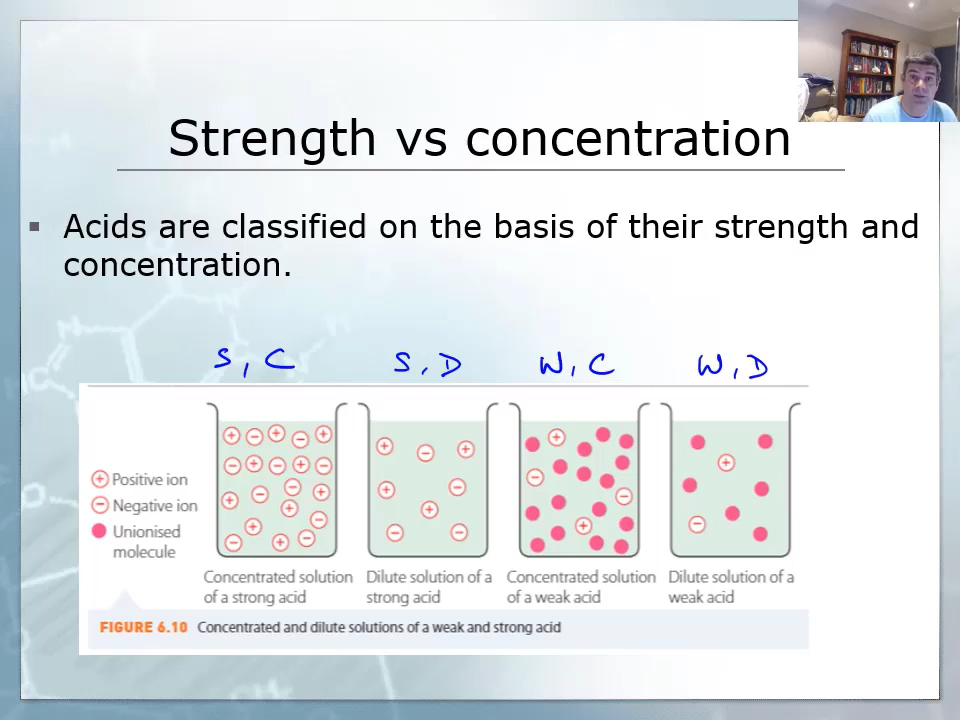 Strength vs concentration
Acids are classified on the basis of their strength and
concentration.
S, C
S, D
W, C
W, D
Positive ion
Negative ion
Unionised
molecule
Concentrated solution
of a strong acid
Dilute solution of a
strong acid
Concentrated solution
of a weak acid
Dilute solution of a
weak acid
FIGURE 6.10 Concentrated and dilute solutions of a weak and strong acid